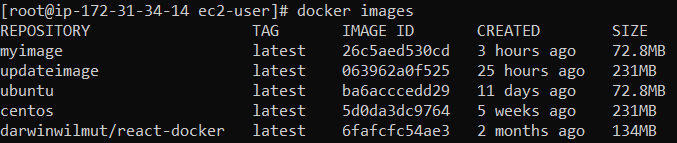 [root@ip-172-31-34-14 ec2-user]# docker images
REPOSITORY TAG IMAGE ID CREATED SIZE
myimage latest 26c5aed530cd 3 hours ago 72.8MB
updateimage latest 063962a0f525 25 hours ago 231MB
ubuntu latest ba6acccedd29 11 days ago 72.8MB
centos latest 5d0da3dc9764 5 weeks ago 231MB
darwinwilmut/react-docker latest 6fafcfc54ae3 2 months ago 134MB